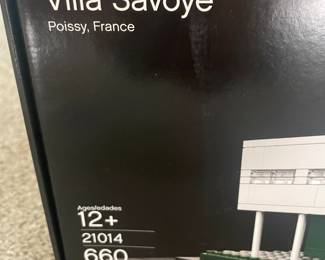 Villa Savoye
Poissy, France
Ages/edades
12+
21014
660